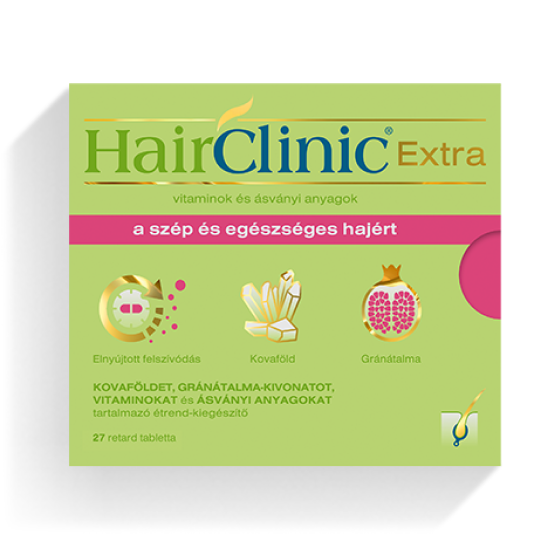 HairClinic® Extra
vitaminok és ásványi anyagok
a szép és egészséges hajért
Elnyújtott felszívódás
Kovaföld
Gránátalma
KOVAFÖLDET, GRÁNÁTALMA-KIVONATOT,
VITAMINOKAT és ÁSVÁNYI ANYAGOKAT
tartalmazó étrend-kiegészítő
27 retard tabletta